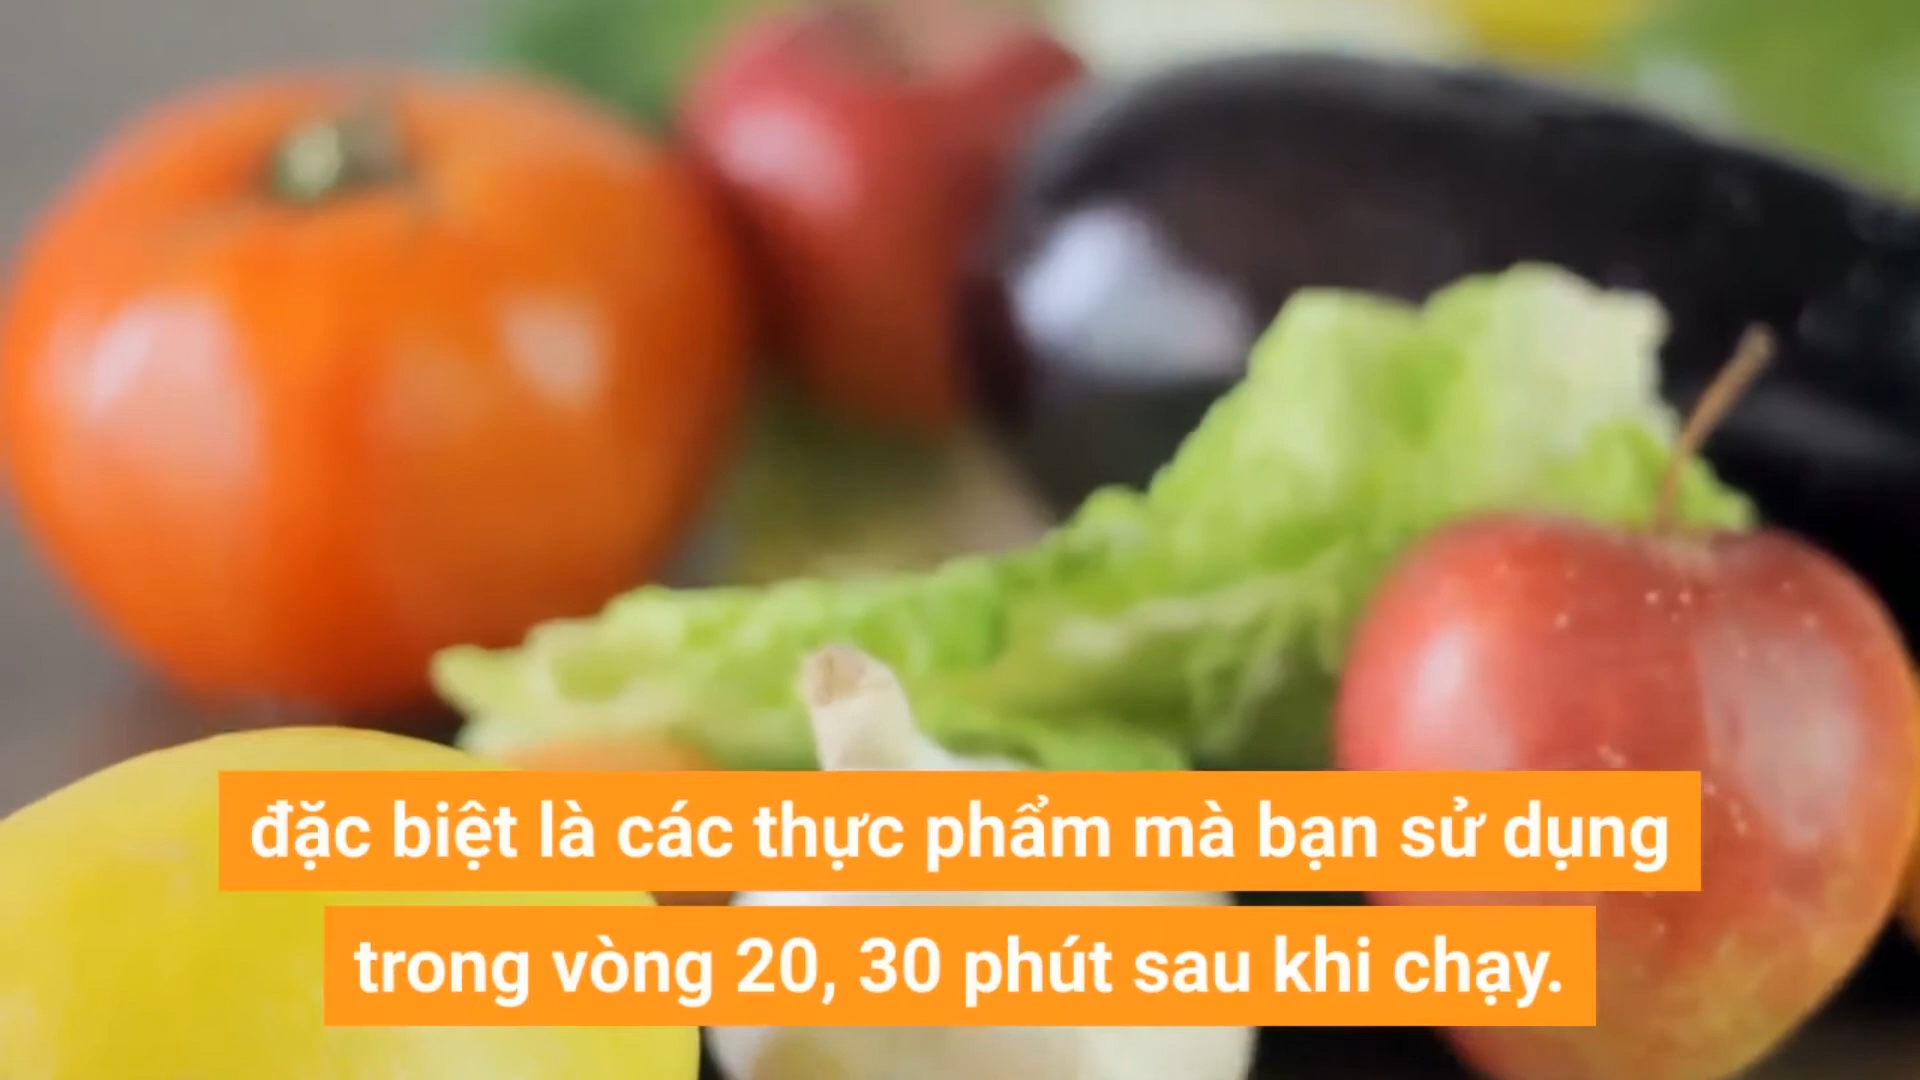 đặc biệt là các thực phẩm mà bạn sử dụng
trong vòng 20, 30 phút sau khi chạy.